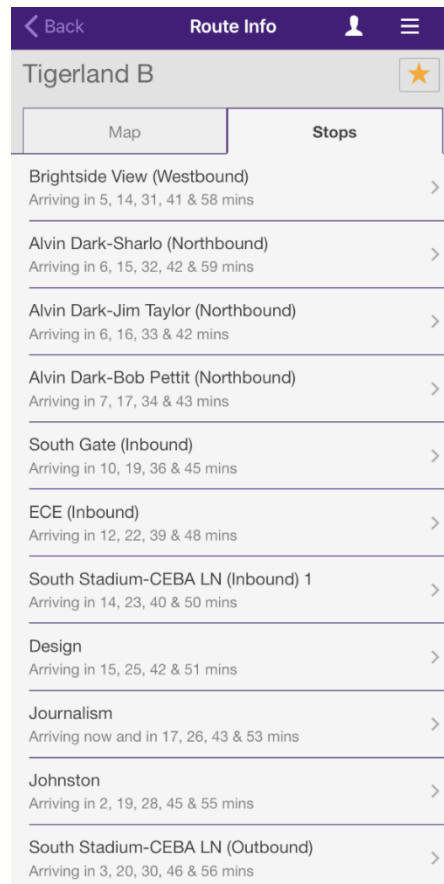 Back
Route Info
Tigerland B
Map
Stops
Brightside View (Westbound)
Arriving in 5, 14, 31, 41 & 58 mins
Alvin Dark-Sharlo (Northbound)
Arriving in 6, 15, 32, 42 & 59 mins
Alvin Dark-Jim Taylor (Northbound)
Arriving in 6, 16, 33 & 42 mins
Alvin Dark-Bob Pettit (Northbound)
Arriving in 7, 17, 34 & 43 mins
South Gate (Inbound)
Arriving in 10, 19, 36 & 45 mins
ECE (Inbound)
Arriving in 12, 22, 39 & 48 mins
South Stadium-CEBA LN (Inbound) 1
Arriving in 14, 23, 40 & 50 mins
Design
Arriving in 15, 25, 42 & 51 mins
Journalism
Arriving now and in 17, 26, 43 & 53 mins
Johnston
Arriving in 2, 19, 28, 45 & 55 mins
South Stadium-CEBA LN (Outbound)
Arriving in 3, 20, 30, 46 & 56 mins